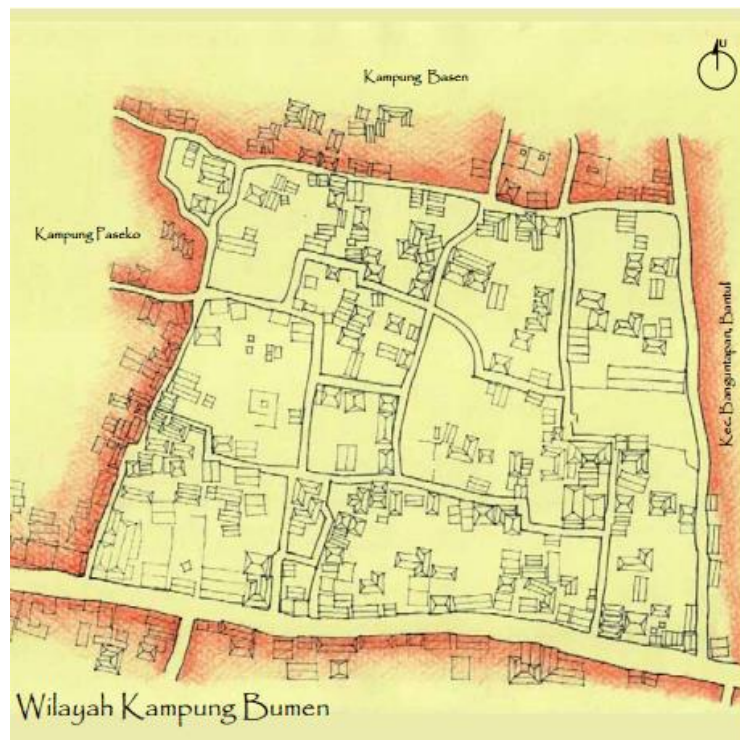 U
Kampung Basen
Kampung Paseko
Kec. Banguntapan, Bantul
Wilayah Kampung Bumen